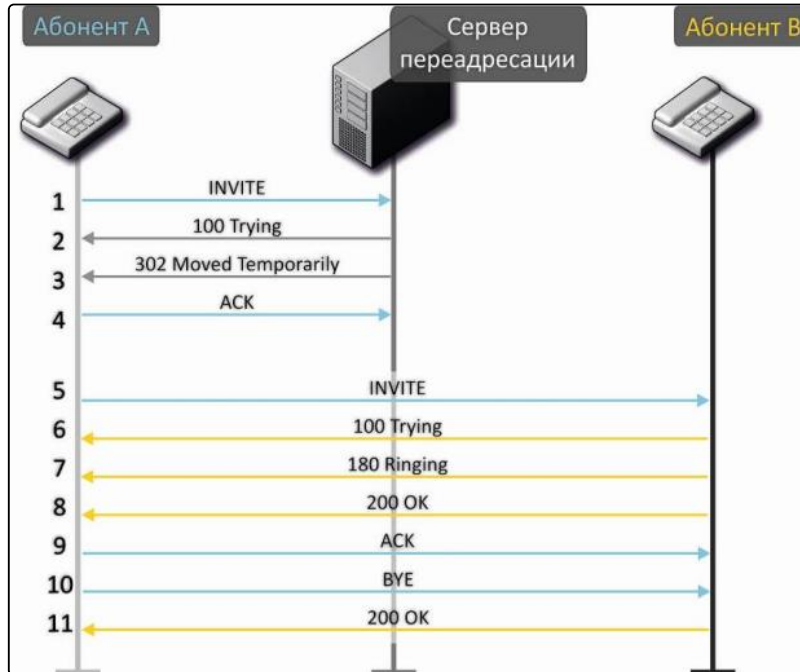 Абонент A
Сервер
переадресации
Абонент B
1 INVITE
2 100 Trying
3 302 Moved Temporarily
4 ACK
5 INVITE
6 100 Trying
7 180 Ringing
8 200 OK
9 ACK
10 BYE
11 200 OK